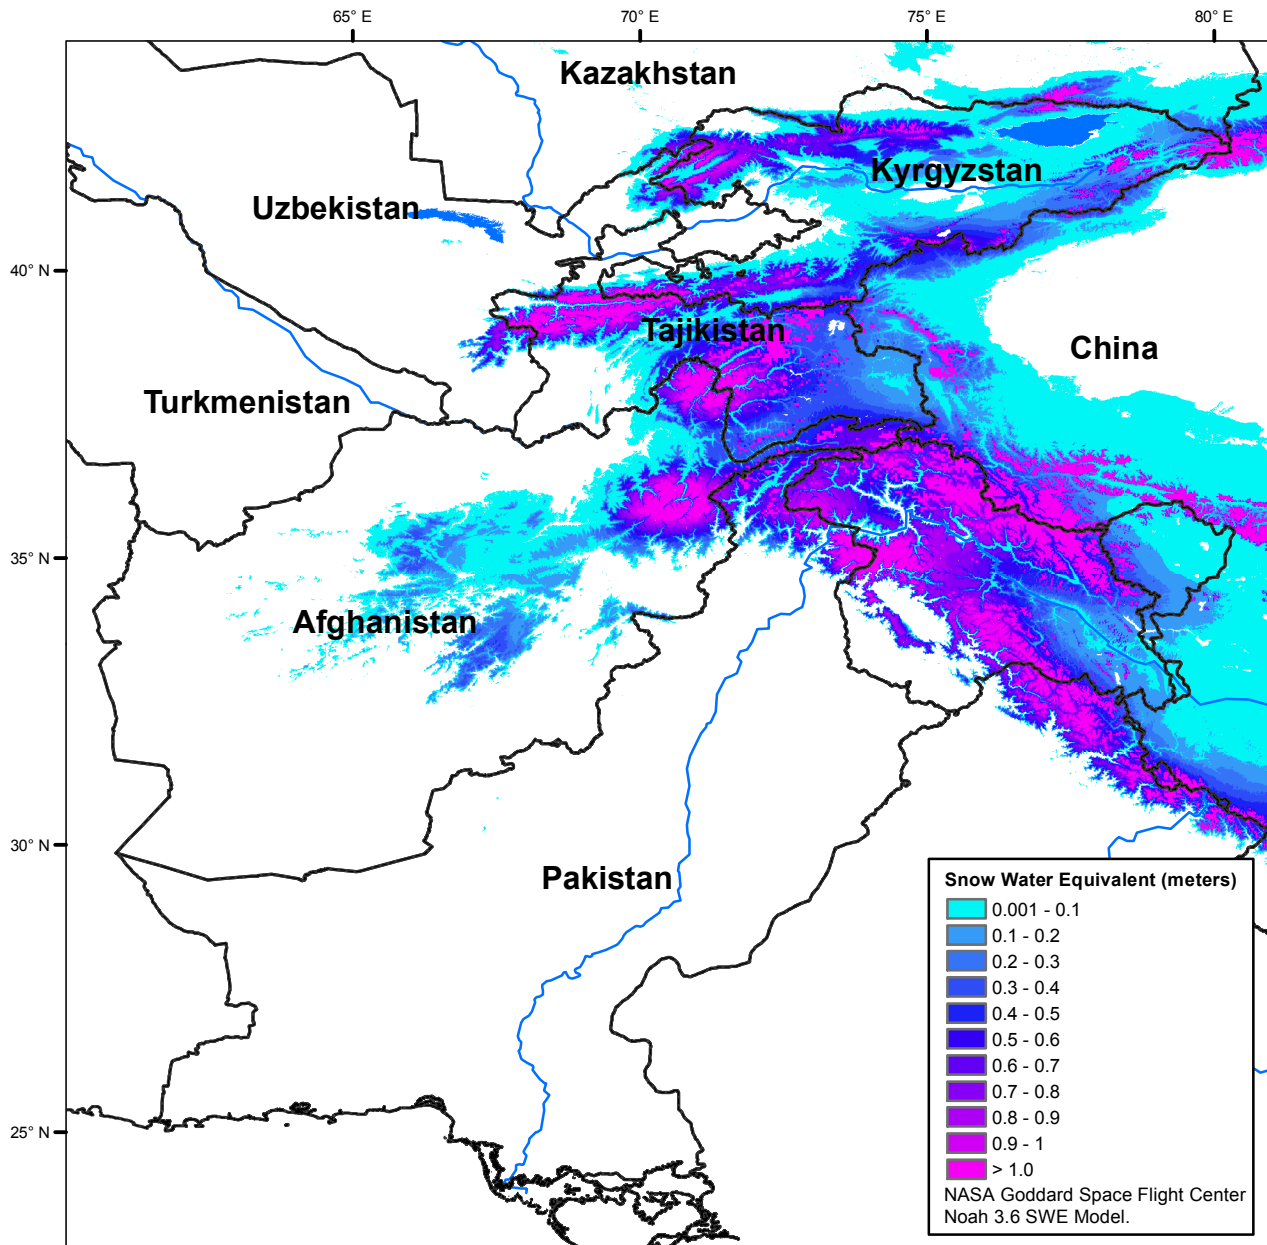 65° E
70° E
75° E
80° E
Kazakhstan
Kyrgyzstan
Uzbekistan
40° N
Tajikistan
China
Turkmenistan
35° N
Afghanistan
30° N
Pakistan
25° N
Snow Water Equivalent (meters)
0.001 - 0.1
0.1 - 0.2
0.2 - 0.3
0.3 - 0.4
0.4 - 0.5
0.5 - 0.6
0.6 - 0.7
0.7 - 0.8
0.8 - 0.9
0.9 - 1
> 1.0
NASA Goddard Space Flight Center
Noah 3.6 SWE Model.